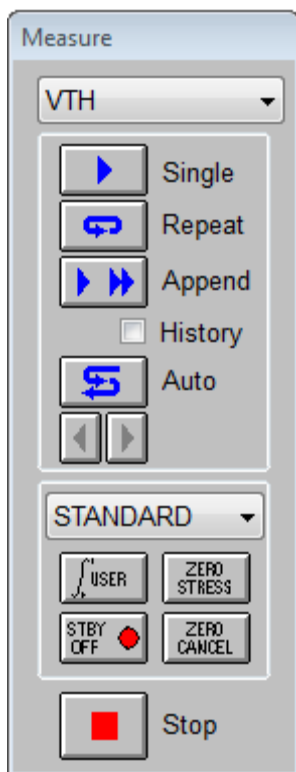 Measure
VTH
Single
Repeat
Append
History
Auto
STANDARD
USER
ZERO
STRESS
STBY
OFF
ZERO
CANCEL
Stop